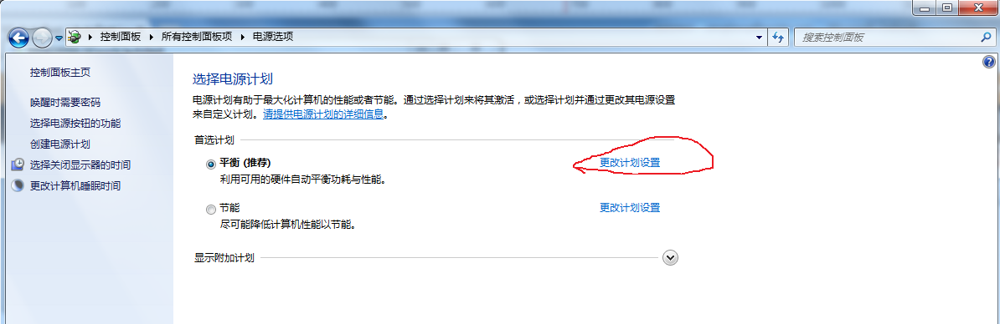 控制面板 所有控制面板项 电源选项
搜索控制面板
控制面板主页
唤醒时需要密码
选择电源按钮的功能
创建电源计划
选择关闭显示器的时间
更改计算机睡眠时间
选择电源计划
电源计划有助于最大化计算机的性能或者节能。通过选择计划来将其激活，或选择计划并通过更改其电源设置
来自定义计划。请提供电源计划的详细信息。
首选计划
平衡 (推荐) 更改计划设置
利用可用的硬件自动平衡功耗与性能。
节能 更改计划设置
尽可能降低计算机性能以节能。
显示附加计划